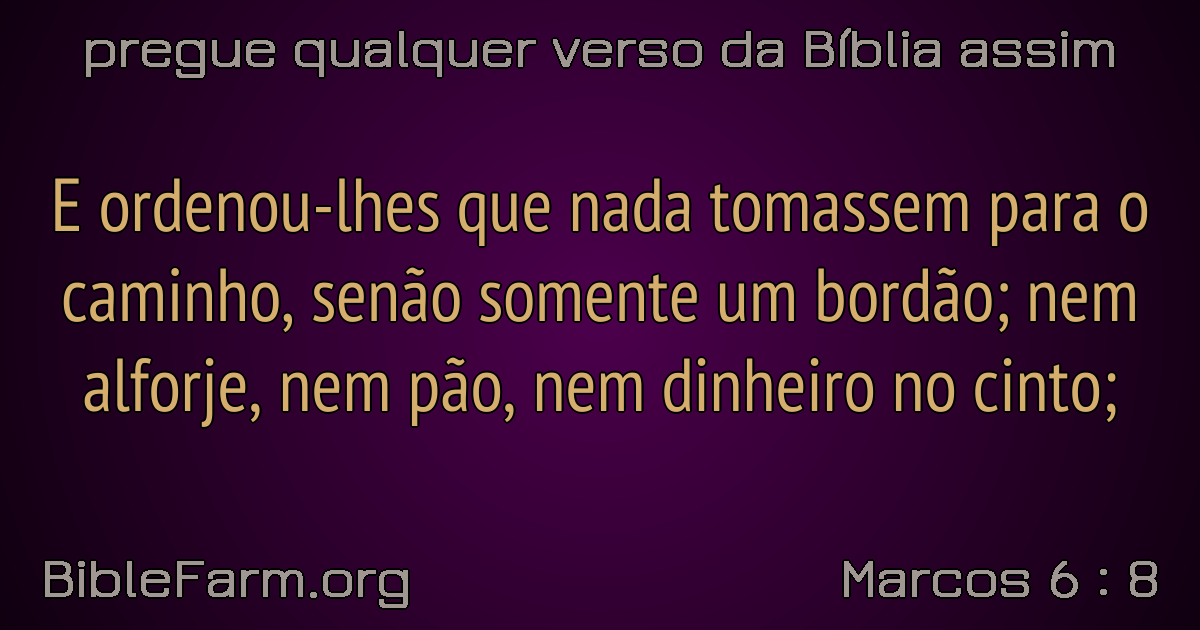 pregue qualquer verso da Bíblia assim
E ordenou-lhes que nada tomassem para o
caminho, senão somente um bordão; nem
alforje, nem pão, nem dinheiro no cinto;
BibleFarm.org
Marcos 6 : 8